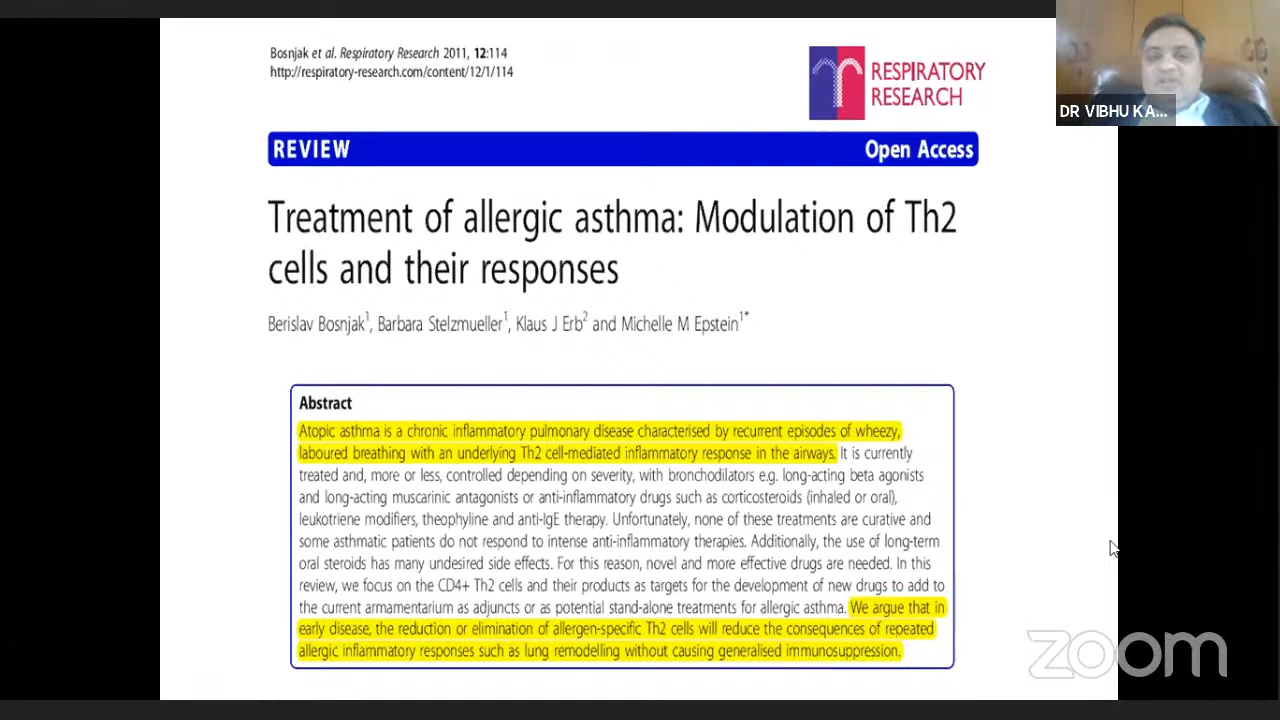 Bosnjak et al. Respiratory Research 2011, 12:114
http://respiratory-research.com/content/12/1/114
RESPIRATORY
RESEARCH
DR VIBHU KA...
REVIEW
Open Access
Treatment of allergic asthma: Modulation of Th2
cells and their responses
Berislav Bosnjak1, Barbara Stelzmueller1, Klaus J Erb2 and Michelle M Epstein1*
Abstract
Atopic asthma is a chronic inflammatory pulmonary disease characterised by recurrent episodes of wheezy,
laboured breathing with an underlying Th2 cell-mediated inflammatory response in the airways. It is currently
treated and, more or less, controlled depending on severity, with bronchodilators e.g. long-acting beta agonists
and long-acting muscarinic antagonists or anti-inflammatory drugs such as corticosteroids (inhaled or oral),
leukotriene modifiers, theophyline and anti-IgE therapy. Unfortunately, none of these treatments are curative and
some asthmatic patients do not respond to intense anti-inflammatory therapies. Additionally, the use of long-term
oral steroids has many undesired side effects. For this reason, novel and more effective drugs are needed. In this
review, we focus on the CD4+ Th2 cells and their products as targets for the development of new drugs to add to
the current armamentarium as adjuncts or as potential stand-alone treatments for allergic asthma. We argue that in
early disease, the reduction or elimination of allergen-specific Th2 cells will reduce the consequences of repeated
allergic inflammatory responses such as lung remodelling without causing generalised immunosuppression.
zoom